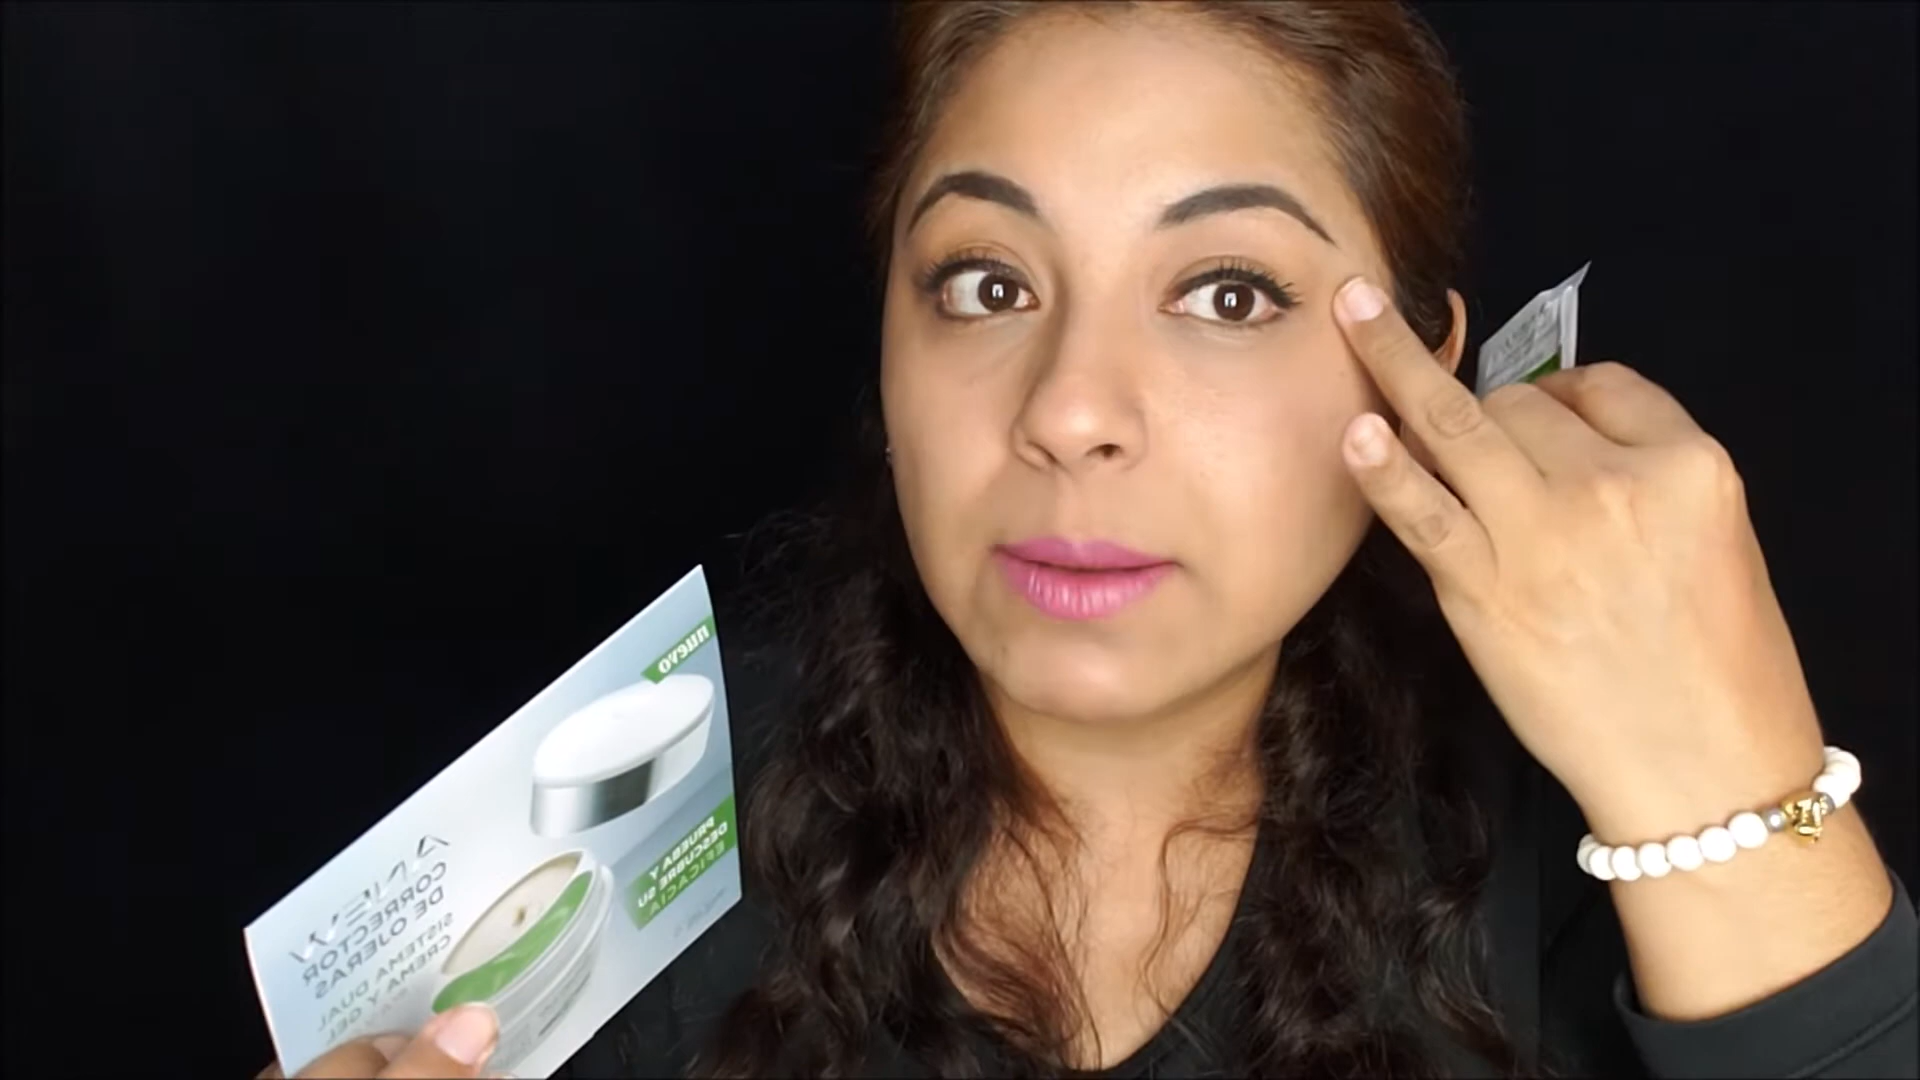 nuevo
ANEW
CORRECTOR
DE OJERAS
SISTEMA DUAL
CREMA Y GEL
PRUEBA Y
DESCUBRE SU
EFICACIA